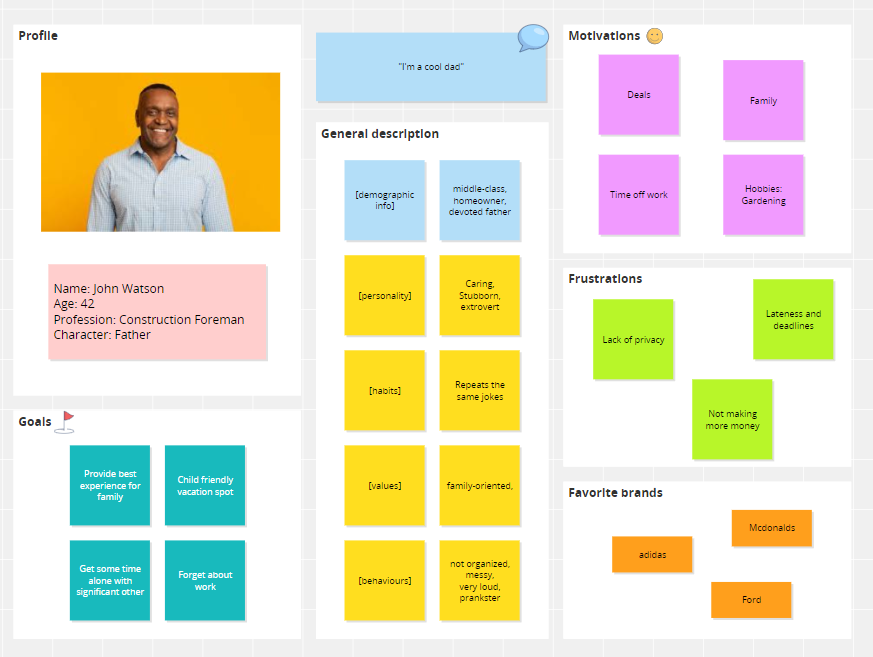 Profile
Name: John Watson
Age: 42
Profession: Construction Foreman
Character: Father
Goals
Provide best
experience for
family
Child friendly
vacation spot
Get some time
alone with
significant other
Forget about
work
"I'm a cool dad"
General description
[demographic
info]
middle-class,
homeowner,
devoted father
[personality]
Caring,
Stubborn,
extrovert
[habits]
Repeats the
same jokes
[values]
family-oriented,
[behaviours]
not organized,
messy,
very loud,
prankster
Motivations
Deals
Family
Time off work
Hobbies:
Gardening
Frustrations
Lack of privacy
Lateness and
deadlines
Not making
more money
Favorite brands
Mcdonalds
adidas
Ford